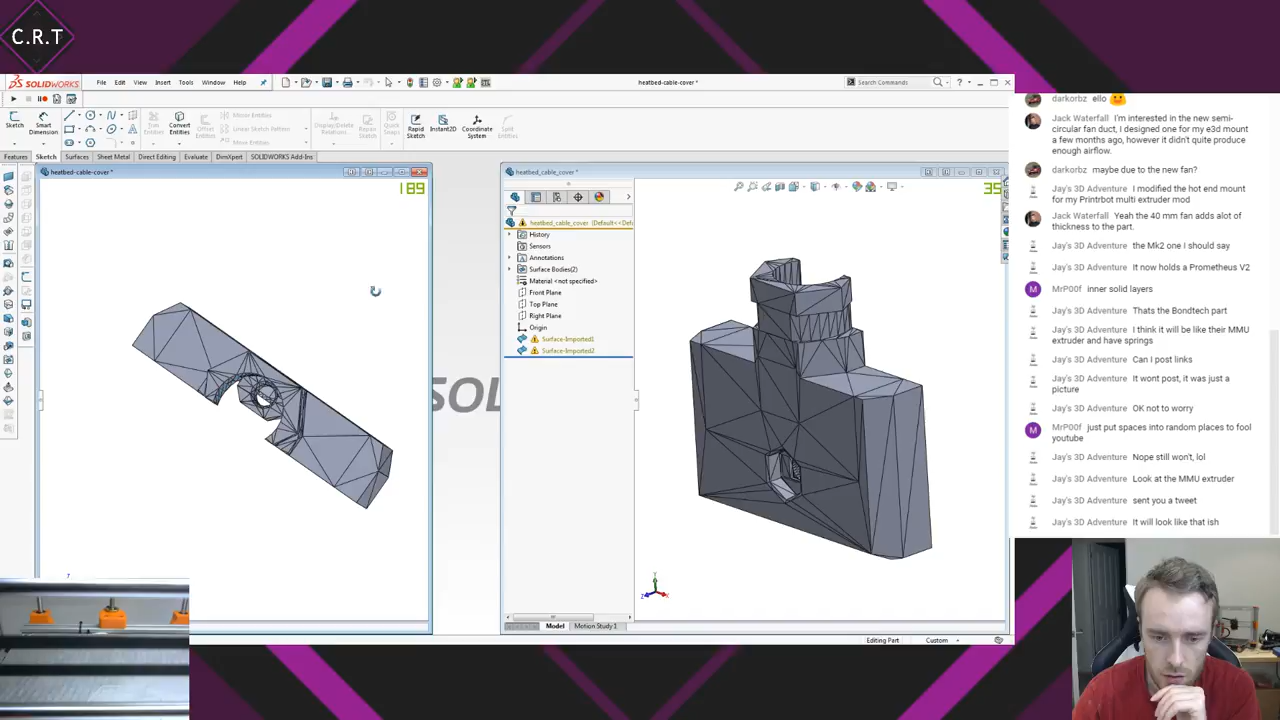 C.R.T
SOLIDWORKS
File Edit View Insert Tools Window Help
heatbed-cable-cover *
Search Commands
Sketch
Smart Dimension
Trim Entities
Convert Entities
Offset Entities
Mirror Entities
Linear Sketch Pattern
Move Entities
Display/Delete Relations
Repair Sketch
Quick Snaps
Rapid Sketch
Instant2D
Coordinate System
Split Entities
Features Sketch Surfaces Sheet Metal Direct Editing Evaluate DimXpert SOLIDWORKS Add-Ins
heatbed-cable-cover *
189
SOL
heatbed_cable_cover *
35
heatbed_cable_cover (Default<<Def
History
Sensors
Annotations
Surface Bodies(2)
Material <not specified>
Front Plane
Top Plane
Right Plane
Origin
Surface-Imported1
Surface-Imported2
Y
X
Z
Model Motion Study 1
Editing Part Custom
darkorbz ello
Jack Waterfall I'm interested in the new semi-
circular fan duct, I designed one for my e3d mount
a few months ago, however it didn't quite produce
enough airflow.
darkorbz maybe due to the new fan?
Jay's 3D Adventure I modified the hot end mount
for my Printrbot multi extruder mod
Jack Waterfall Yeah the 40 mm fan adds alot of
thickness to the part.
Jay's 3D Adventure the Mk2 one I should say
Jay's 3D Adventure It now holds a Prometheus V2
M MrP00f inner solid layers
Jay's 3D Adventure Thats the Bondtech part
Jay's 3D Adventure I think it will be like their MMU
extruder and have springs
Jay's 3D Adventure Can I post links
Jay's 3D Adventure It wont post, it was just a
picture
Jay's 3D Adventure OK not to worry
M MrP00f just put spaces into random places to fool
youtube
Jay's 3D Adventure Nope still won't, lol
Jay's 3D Adventure Look at the MMU extruder
Jay's 3D Adventure sent you a tweet
Jay's 3D Adventure It will look like that ish